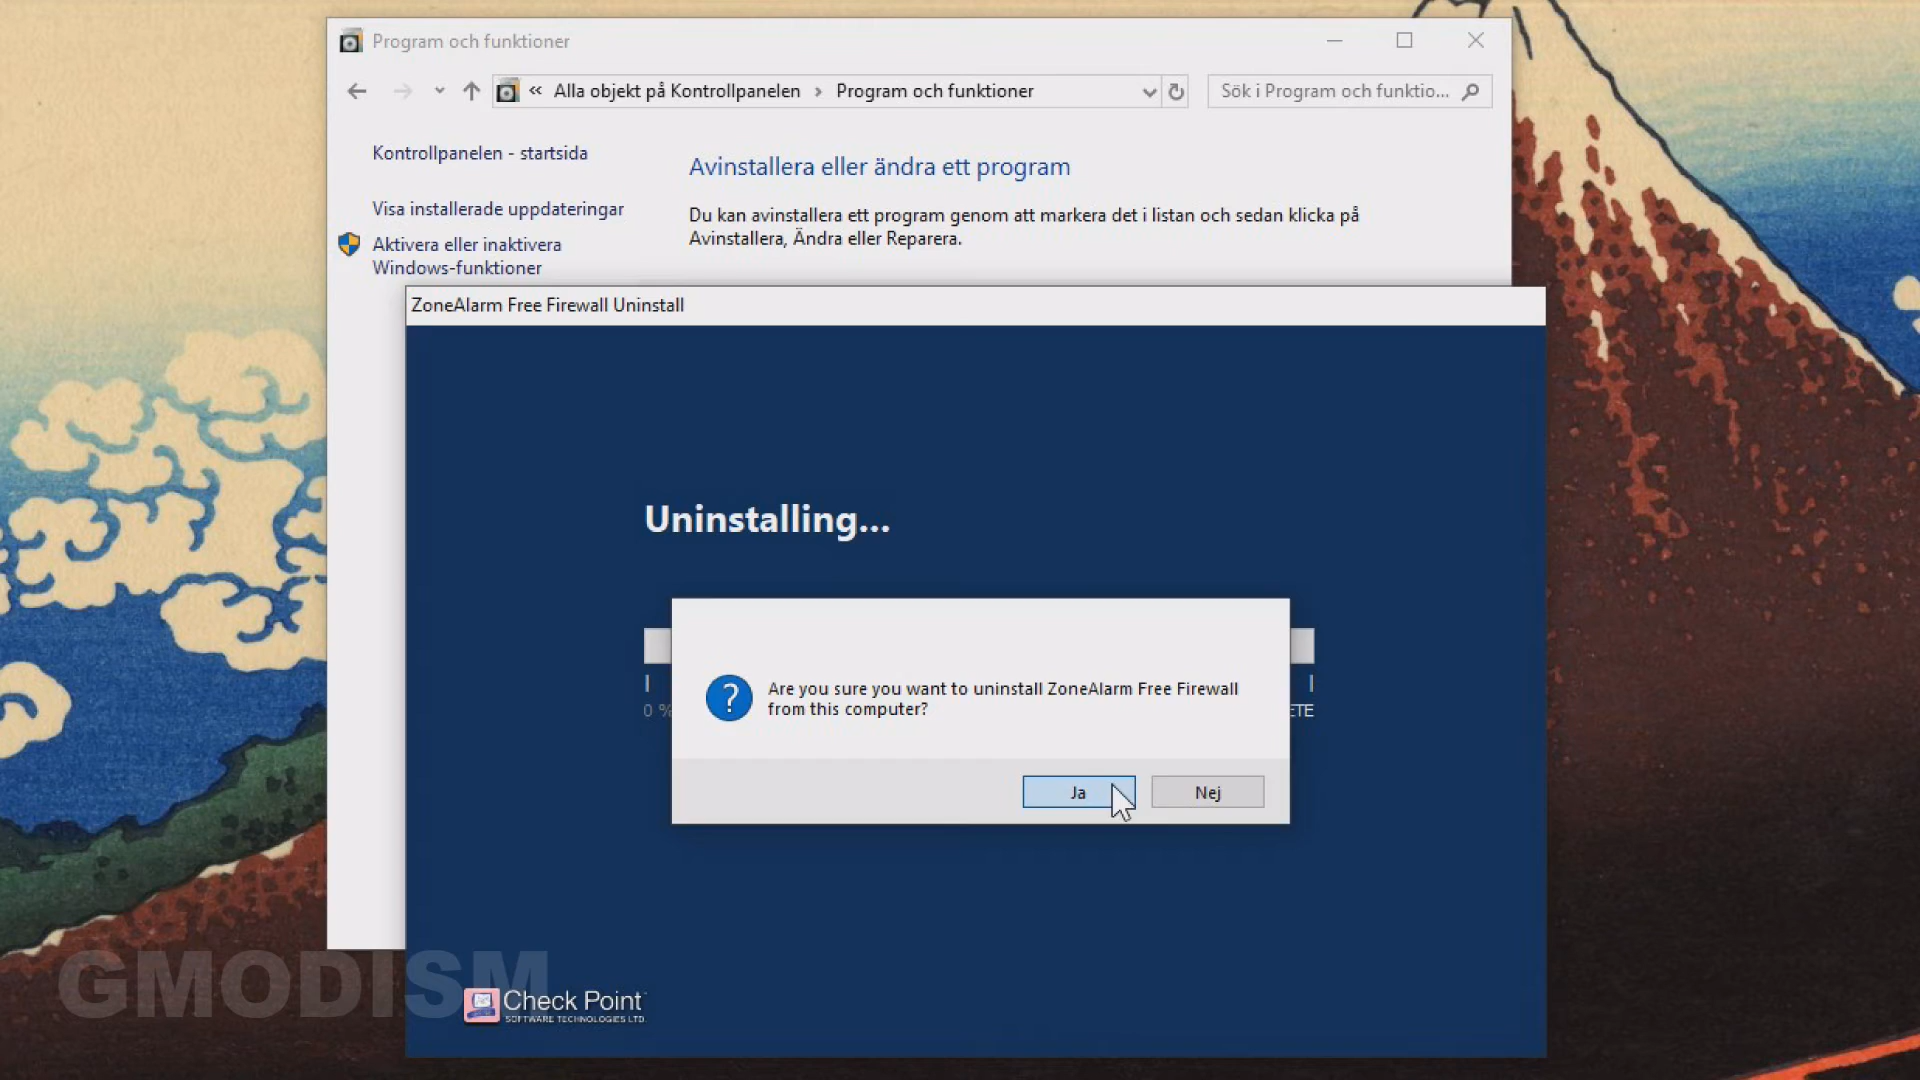 Program och funktioner
« Alla objekt på Kontrollpanelen › Program och funktioner
Sök i Program och funktio...
Kontrollpanelen - startsida
Visa installerade uppdateringar
Aktivera eller inaktivera
Windows-funktioner
Avinstallera eller ändra ett program
Du kan avinstallera ett program genom att markera det i listan och sedan klicka på
Avinstallera, Ändra eller Reparera.
ZoneAlarm Free Firewall Uninstall
Uninstalling...
0 %
ETE
Are you sure you want to uninstall ZoneAlarm Free Firewall
from this computer?
Ja
Nej
GMODISM
Check Point
SOFTWARE TECHNOLOGIES LTD.